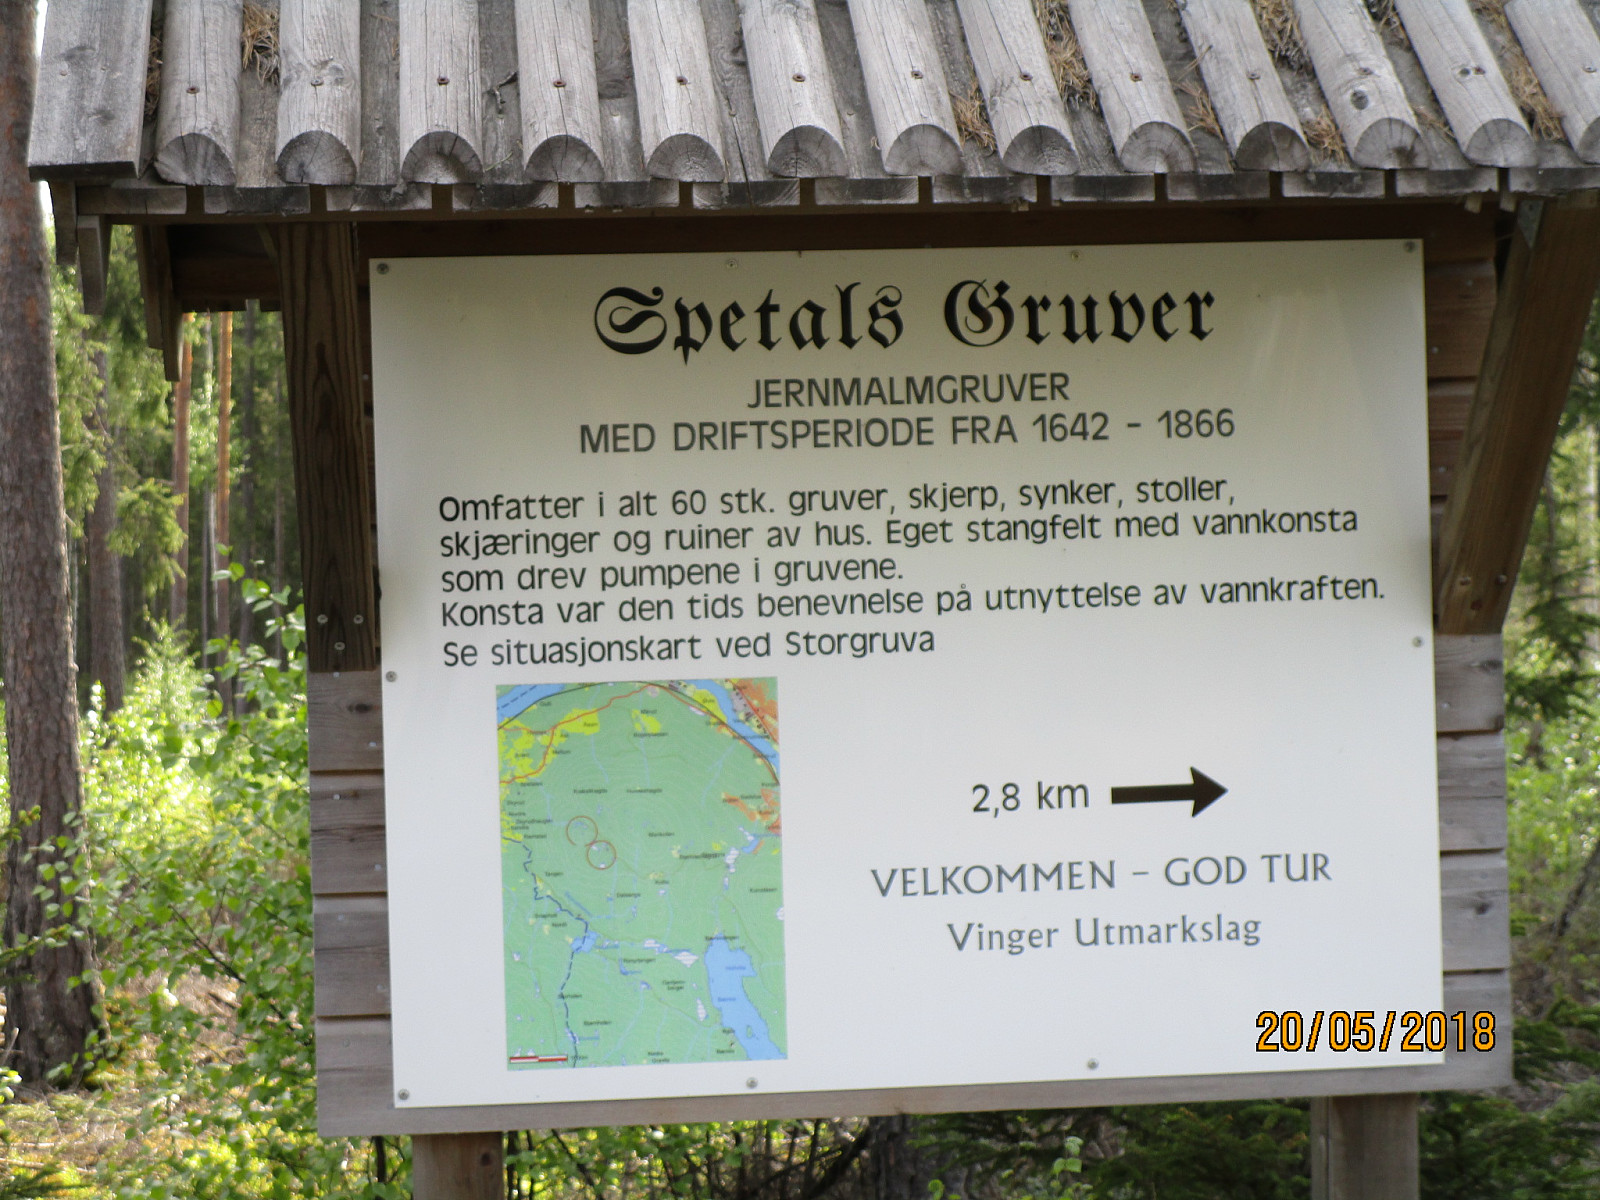 Spetals Gruver
JERNMALMGRUVER
MED DRIFTSPERIODE FRA 1642 - 1866
Omfatter i alt 60 stk. gruver, skjerp, synker, stoller,
skjæringer og ruiner av hus. Eget stangfelt med vannkonsta
som drev pumpene i gruvene.
Konsta var den tids benevnelse på utnyttelse av vannkraften.
Se situasjonskart ved Storgruva
2,8 km
VELKOMMEN - GOD TUR
Vinger Utmarkslag
20/05/2018